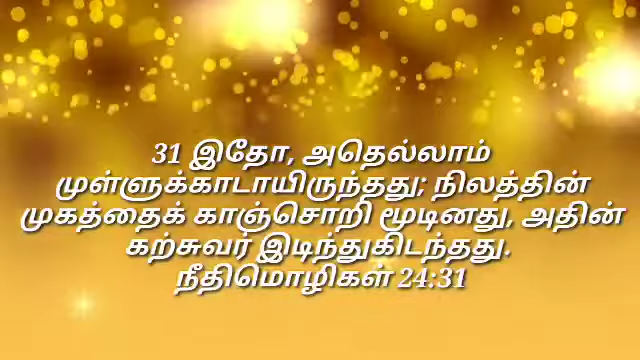 31 இதோ, அதெல்லாம்
முள்ளுக்காடாயிருந்தது; நிலத்தின்
முகத்தைக் காஞ்சொறி மூடினது, அதின்
கற்சுவர் இடிந்துகிடந்தது.
நீதிமொழிகள் 24:31